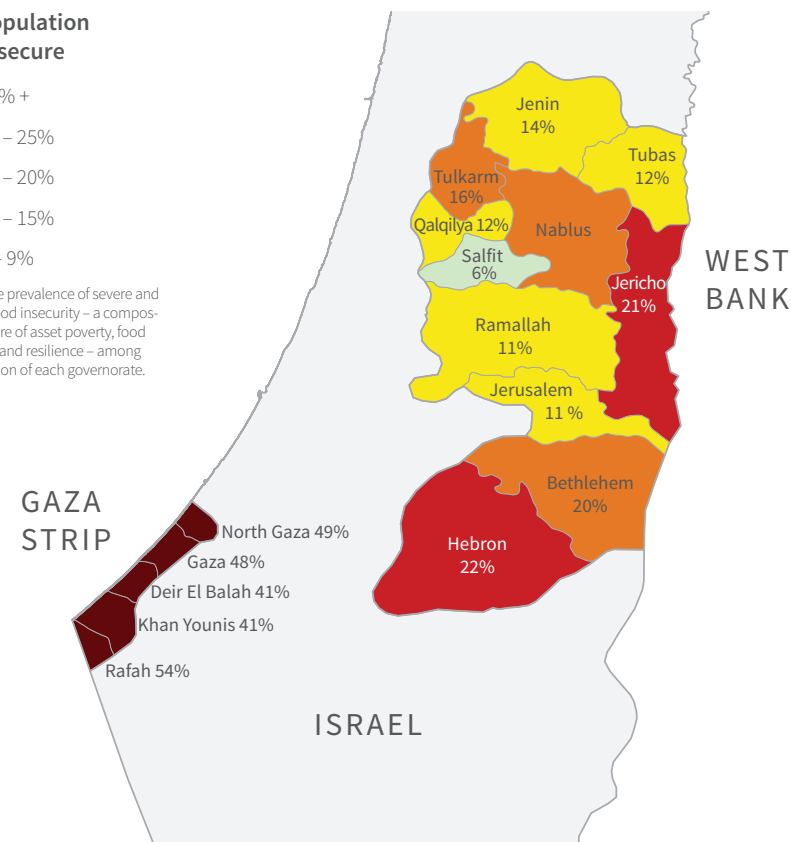 opulation
secure
% +
– 25%
– 20%
– 15%
– 9%
e prevalence of severe and
od insecurity – a compos-
re of asset poverty, food
and resilience – among
ion of each governorate.
Jenin
14%
Tubas
12%
Tulkarm
16%
Qalqilya 12%
Nablus
Salfit
6%
Jericho
21%
WEST
BANK
Ramallah
11%
Jerusalem
11 %
Bethlehem
20%
Hebron
22%
GAZA
STRIP
North Gaza 49%
Gaza 48%
Deir El Balah 41%
Khan Younis 41%
Rafah 54%
ISRAEL